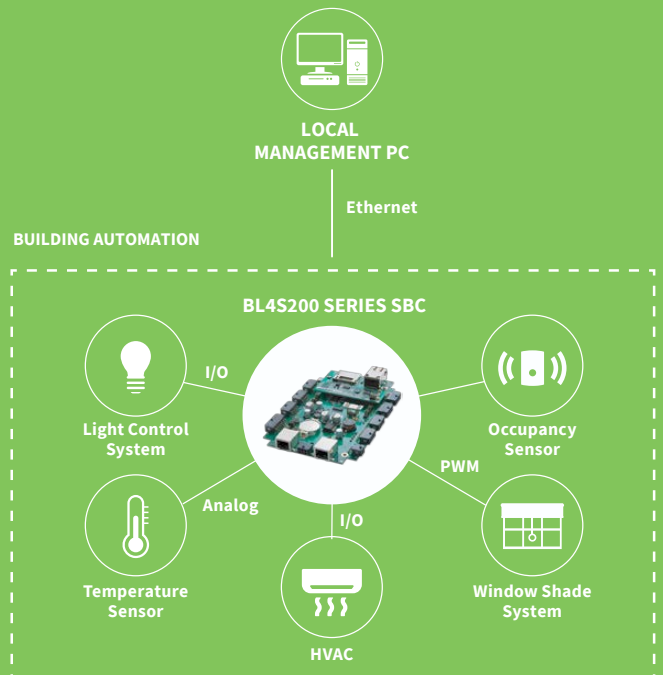 LOCAL
MANAGEMENT PC
Ethernet
BUILDING AUTOMATION
BL4S200 SERIES SBC
I/O
Light Control
System
Occupancy
Sensor
PWM
Analog
I/O
Temperature
Sensor
Window Shade
System
HVAC